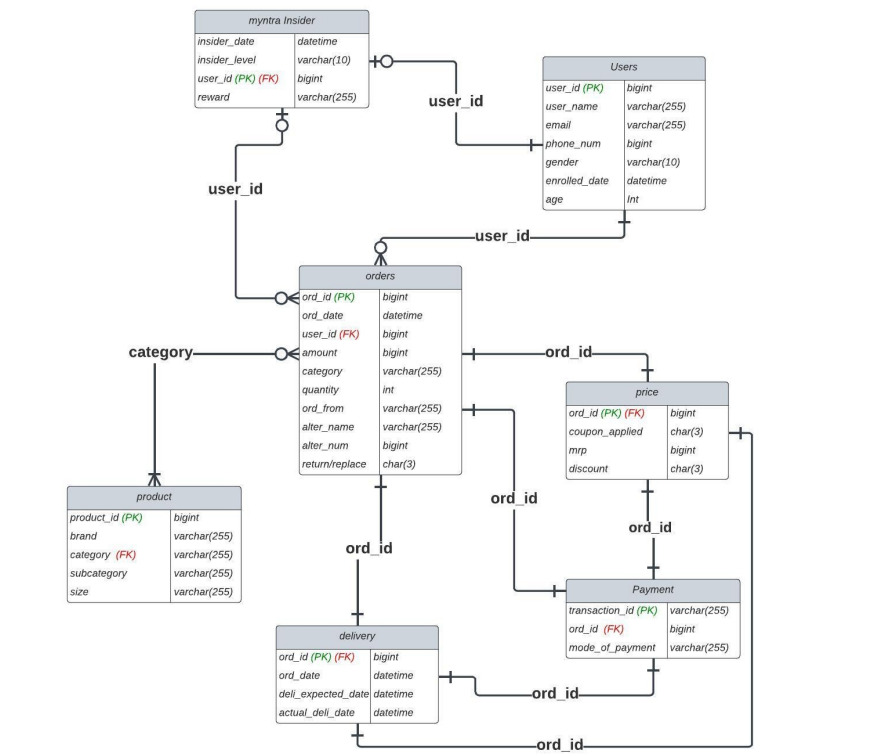 myntra Insider
insider_date datetime
insider_level varchar(10)
user_id (PK) (FK) bigint
reward varchar(255)
user_id
Users
user_id (PK) bigint
user_name varchar(255)
email varchar(255)
phone_num bigint
gender varchar(10)
enrolled_date datetime
age Int
user_id
user_id
orders
ord_id (PK) bigint
ord_date datetime
user_id (FK) bigint
amount bigint
category varchar(255)
quantity int
ord_from varchar(255)
alter_name varchar(255)
alter_num bigint
return/replace char(3)
category
ord_id
price
ord_id (PK) (FK) bigint
coupon_applied char(3)
mrp bigint
discount char(3)
product
product_id (PK) bigint
brand varchar(255)
category (FK) varchar(255)
subcategory varchar(255)
size varchar(255)
ord_id
ord_id
ord_id
Payment
transaction_id (PK) varchar(255)
ord_id (FK) bigint
mode_of_payment varchar(255)
delivery
ord_id (PK) (FK) bigint
ord_date datetime
deli_expected_date datetime
actual_deli_date datetime
ord_id
ord_id